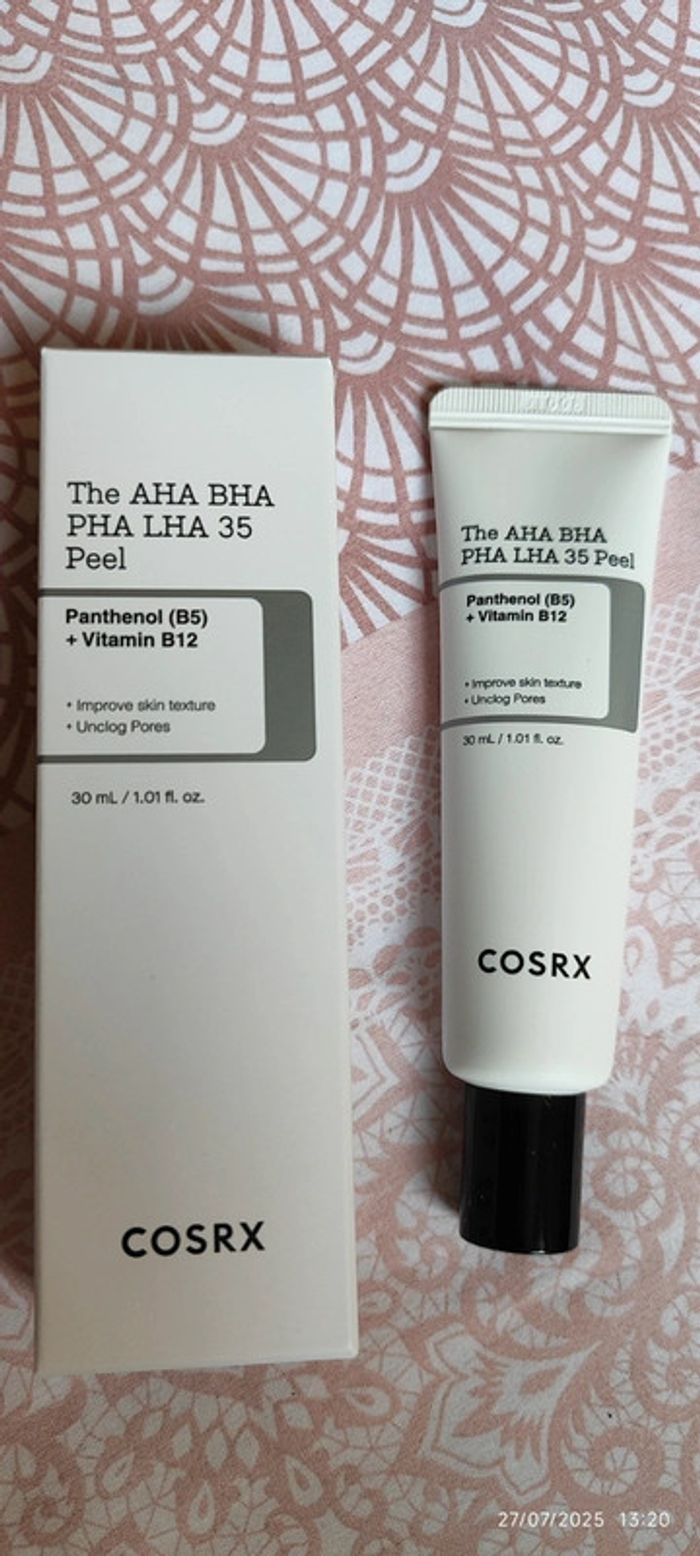 The AHA BHA
PHA LHA 35
Peel
Panthenol (B5)
+ Vitamin B12
• Improve skin texture
• Unclog Pores
30 mL / 1.01 fl. oz.
COSRX
The AHA BHA
PHA LHA 35 Peel
Panthenol (B5)
+ Vitamin B12
• Improve skin texture
• Unclog Pores
30 mL / 1.01 fl. oz.
COSRX
27/07/2025 13:20